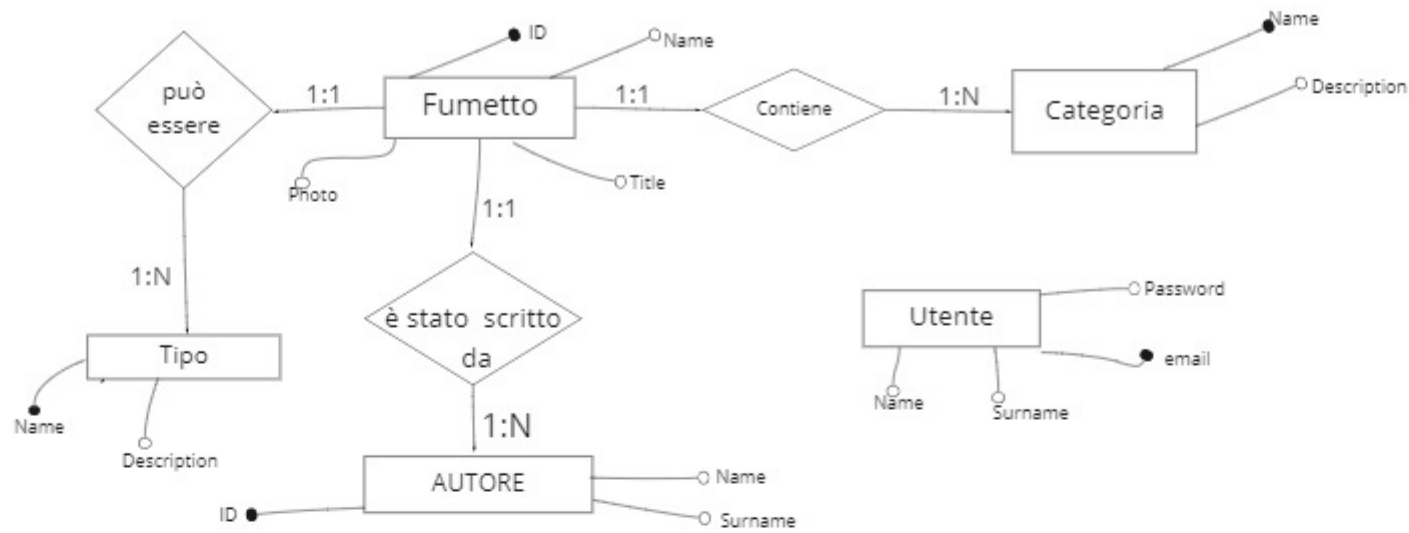 ID
Name
Name
può
essere
1:1
Fumetto
1:1
Contiene
1:N
Categoria
Description
Photo
Title
1:1
1:N
è stato scritto
da
Password
Utente
email
Tipo
Name
Surname
Name
Description
1:N
AUTORE
Name
ID
Surname